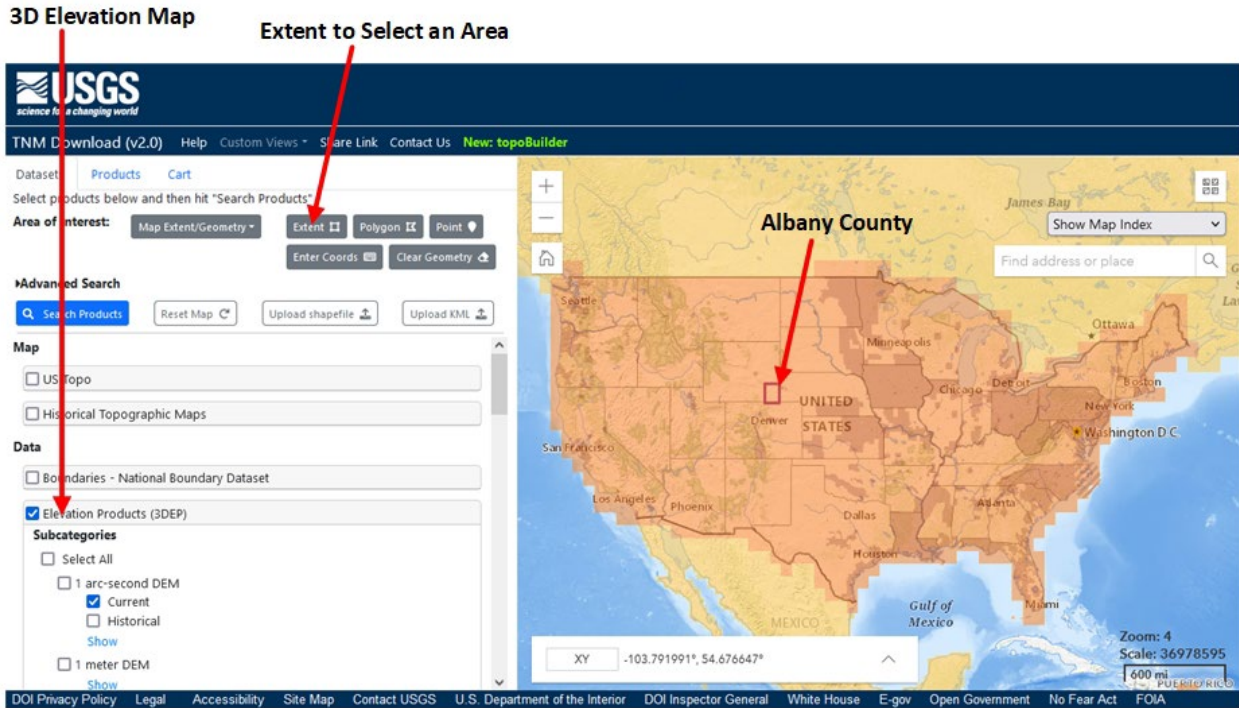 3D Elevation Map
Extent to Select an Area
USGS
science for a changing world
TNM Download (v2.0) Help Custom Views Share Link Contact Us New: topoBuilder
Datasets Products Cart
Select products below and then hit "Search Products"
Area of Interest: Map Extent/Geometry Extent Polygon Point
Enter Coords Clear Geometry
Advanced Search
Search Products Reset Map Upload shapefile Upload KML
Map
US Topo
Historical Topographic Maps
Data
Boundaries - National Boundary Dataset
Elevation Products (3DEP)
Subcategories
Select All
1 arc-second DEM
Current
Historical
Show
1 meter DEM
Show
+
−
James Bay
Show Map Index
Albany County
Find address or place
Seattle
Ottawa
Minneapolis
Chicago
Detroit
Boston
New York
UNITED
STATES
Denver
Washington D.C.
San Francisco
Los Angeles
Phoenix
Dallas
Atlanta
Houston
Gulf of
Mexico
Miami
MEXICO
Zoom: 4
Scale: 36978595
600 mi
PUERTO RICO
XY -103.791991°, 54.676647°
DOI Privacy Policy Legal Accessibility Site Map Contact USGS U.S. Department of the Interior DOI Inspector General White House E-gov Open Government No Fear Act FOIA